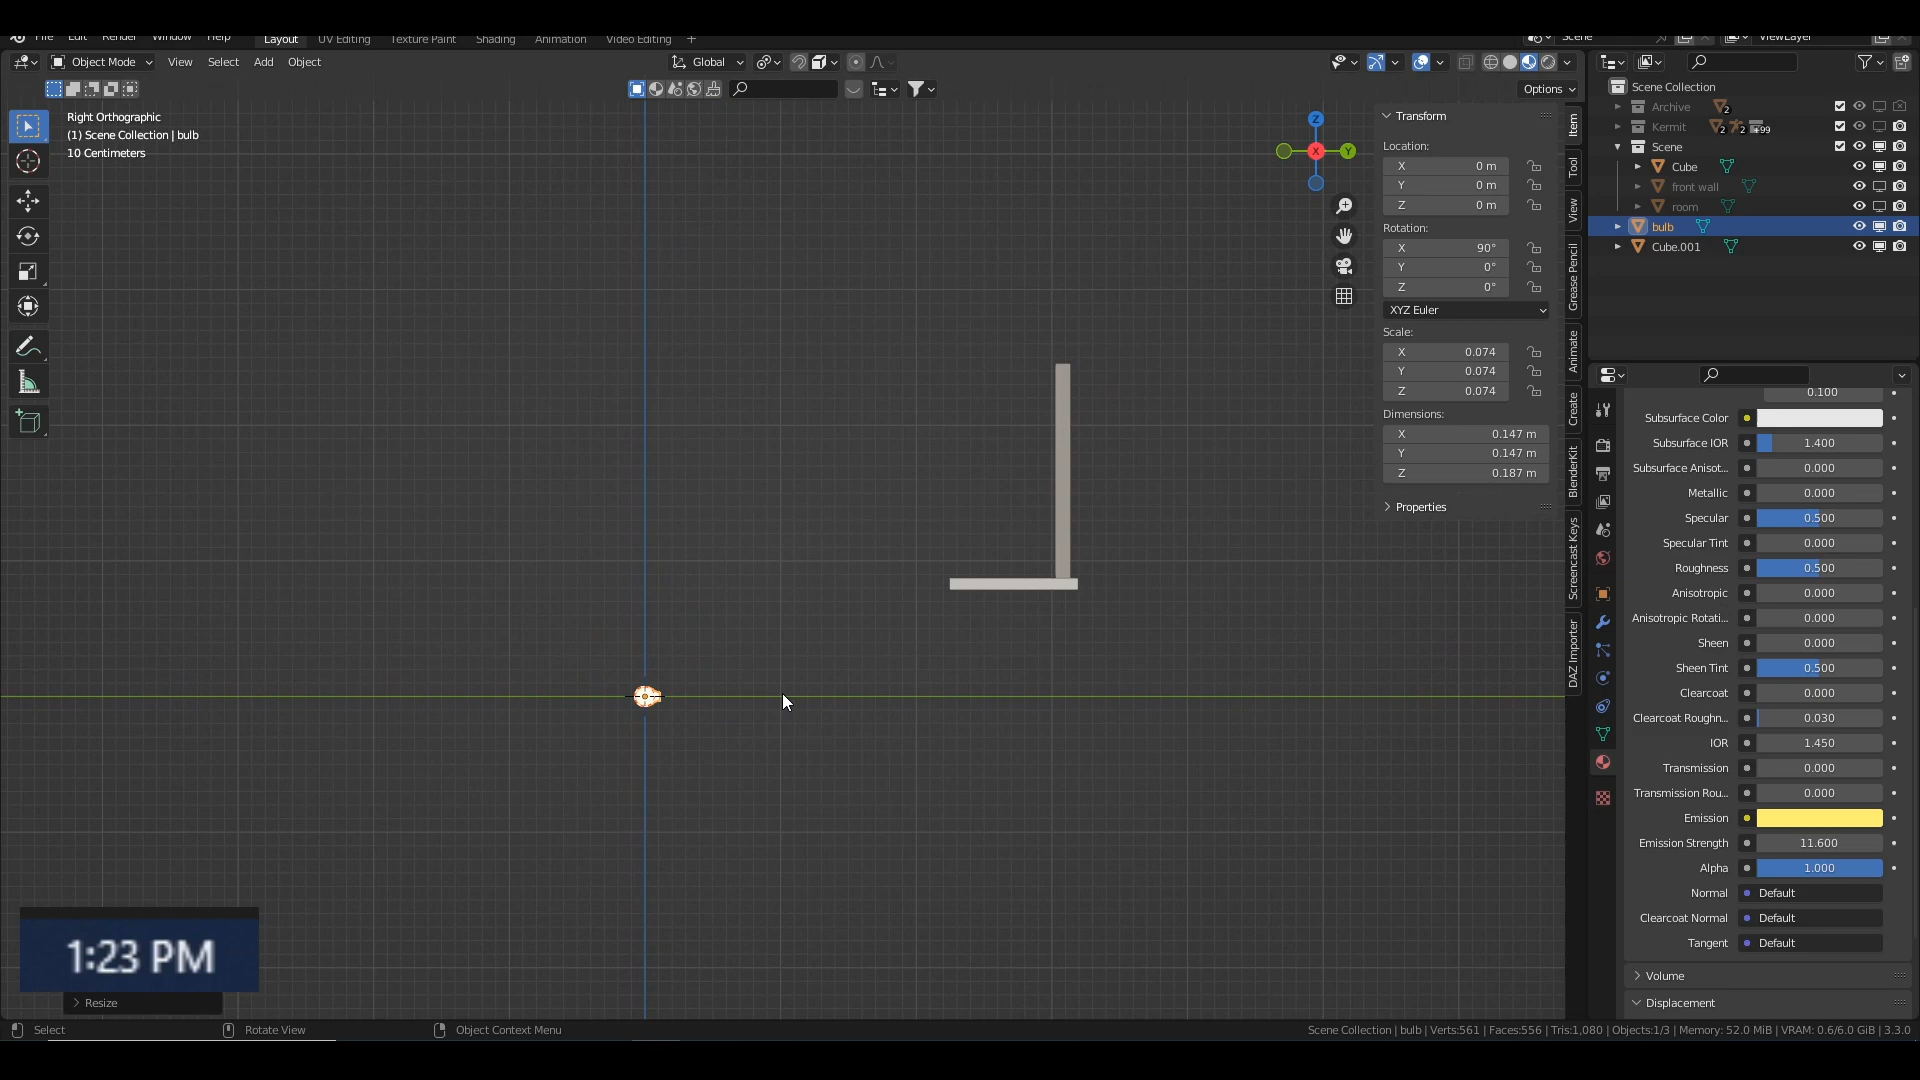 File Edit Render Window Help Layout UV Editing Texture Paint Shading Animation Video Editing + Scene ViewLayer
Object Mode View Select Add Object Global
Options
Right Orthographic
(1) Scene Collection | bulb
10 Centimeters
Z
X
Y
Transform
Location:
X 0 m
Y 0 m
Z 0 m
Rotation:
X 90°
Y 0°
Z 0°
XYZ Euler
Scale:
X 0.074
Y 0.074
Z 0.074
Dimensions:
X 0.147 m
Y 0.147 m
Z 0.187 m
Properties
Item
Tool
View
Grease Pencil
Animate
Create
BlenderKit
Screencast Keys
DAZ Importer
Scene Collection
Archive 2
Kermit 2 2 +99
Scene
Cube
front wall
room
bulb
Cube.001
0.100
Subsurface Color
Subsurface IOR 1.400
Subsurface Anisot... 0.000
Metallic 0.000
Specular 0.500
Specular Tint 0.000
Roughness 0.500
Anisotropic 0.000
Anisotropic Rotati... 0.000
Sheen 0.000
Sheen Tint 0.500
Clearcoat 0.000
Clearcoat Roughn... 0.030
IOR 1.450
Transmission 0.000
Transmission Rou... 0.000
Emission
Emission Strength 11.600
Alpha 1.000
Normal Default
Clearcoat Normal Default
Tangent Default
Volume
Displacement
1:23 PM
Resize
Select Rotate View Object Context Menu
Scene Collection | bulb | Verts:561 | Faces:556 | Tris:1,080 | Objects:1/3 | Memory: 52.0 MiB | VRAM: 0.6/6.0 GiB | 3.3.0